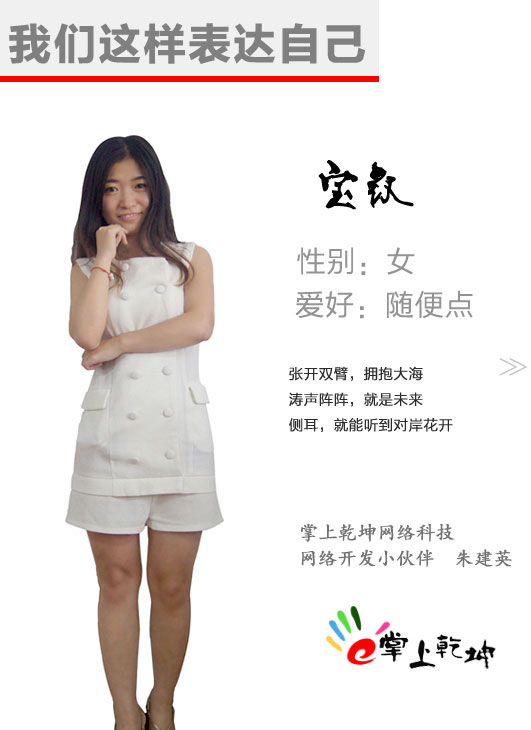 我们这样表达自己
性别：女
爱好：随便点
张开双臂，拥抱大海
涛声阵阵，就是未来
侧耳，就能听到对岸花开
掌上乾坤网络科技
网络开发小伙伴 朱建英
e掌上乾坤